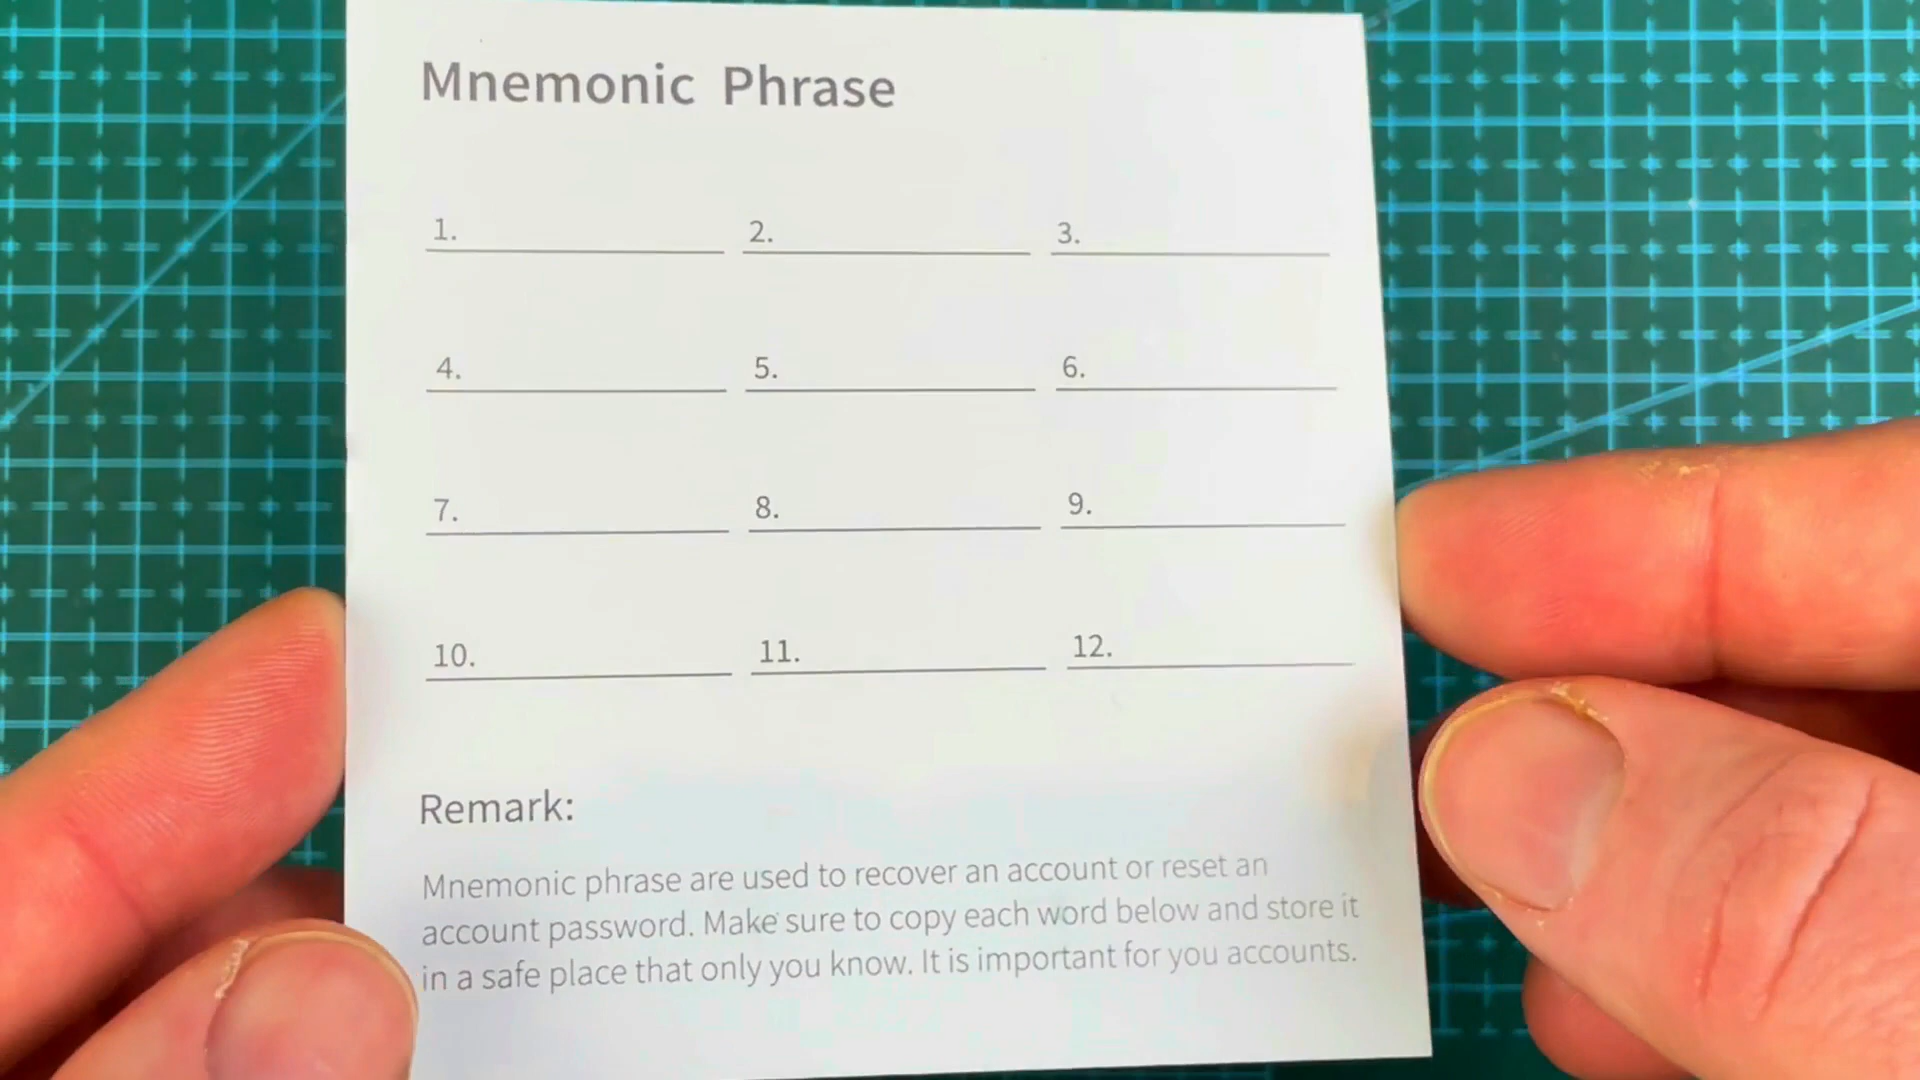 Mnemonic Phrase
1. 2. 3.
4. 5. 6.
7. 8. 9.
10. 11. 12.
Remark:
Mnemonic phrase are used to recover an account or reset an
account password. Make sure to copy each word below and store it
in a safe place that only you know. It is important for you accounts.